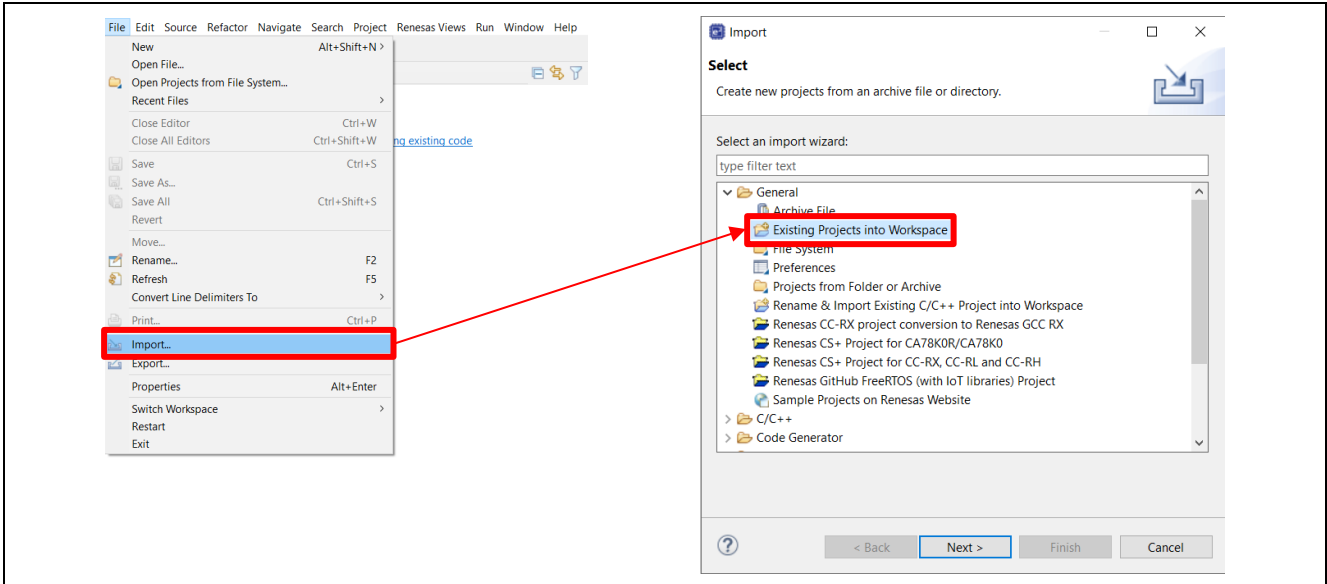 File Edit Source Refactor Navigate Search Project Renesas Views Run Window Help
New Alt+Shift+N >
Open File...
Open Projects from File System...
Recent Files >
Close Editor Ctrl+W
Close All Editors Ctrl+Shift+W
ng existing code
Save Ctrl+S
Save As...
Save All Ctrl+Shift+S
Revert
Move...
Rename... F2
Refresh F5
Convert Line Delimiters To >
Print... Ctrl+P
Import...
Export...
Properties Alt+Enter
Switch Workspace >
Restart
Exit
Import
Select
Create new projects from an archive file or directory.
Select an import wizard:
type filter text
General
Archive File
Existing Projects into Workspace
File System
Preferences
Projects from Folder or Archive
Rename & Import Existing C/C++ Project into Workspace
Renesas CC-RX project conversion to Renesas GCC RX
Renesas CS+ Project for CA78K0R/CA78K0
Renesas CS+ Project for CC-RX, CC-RL and CC-RH
Renesas GitHub FreeRTOS (with IoT libraries) Project
Sample Projects on Renesas Website
C/C++
Code Generator
? < Back Next > Finish Cancel